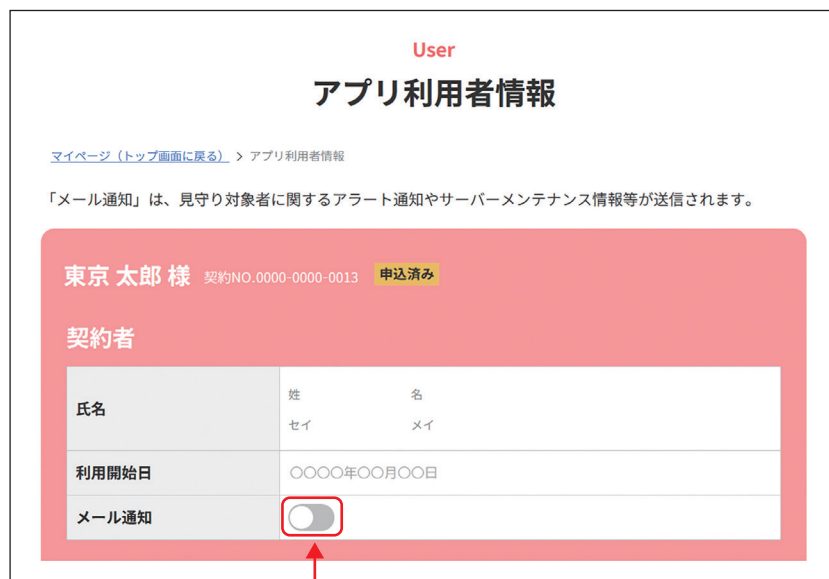 User
アプリ利用者情報
マイページ（トップ画面に戻る） > アプリ利用者情報
「メール通知」は、見守り対象者に関するアラート通知やサーバーメンテナンス情報等が送信されます。
東京 太郎 様 契約NO.0000-0000-0013 申込済み
契約者
氏名 姓 名
セイ メイ
利用開始日 〇〇〇〇年〇〇月〇〇日
メール通知